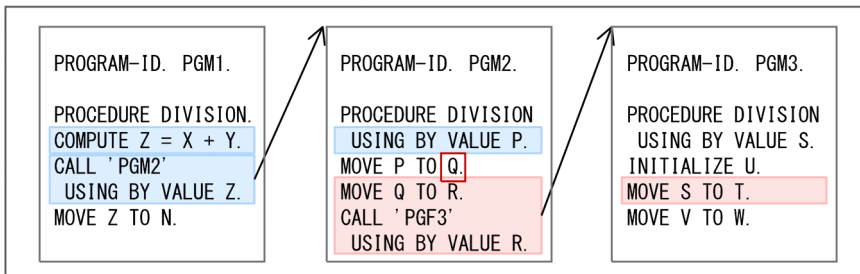 PROGRAM-ID. PGM1.
PROCEDURE DIVISION.
COMPUTE Z = X + Y.
CALL 'PGM2'
USING BY VALUE Z.
MOVE Z TO N.
PROGRAM-ID. PGM2.
PROCEDURE DIVISION
USING BY VALUE P.
MOVE P TO Q.
MOVE Q TO R.
CALL 'PGF3'
USING BY VALUE R.
PROGRAM-ID. PGM3.
PROCEDURE DIVISION
USING BY VALUE S.
INITIALIZE U.
MOVE S TO T.
MOVE V TO W.